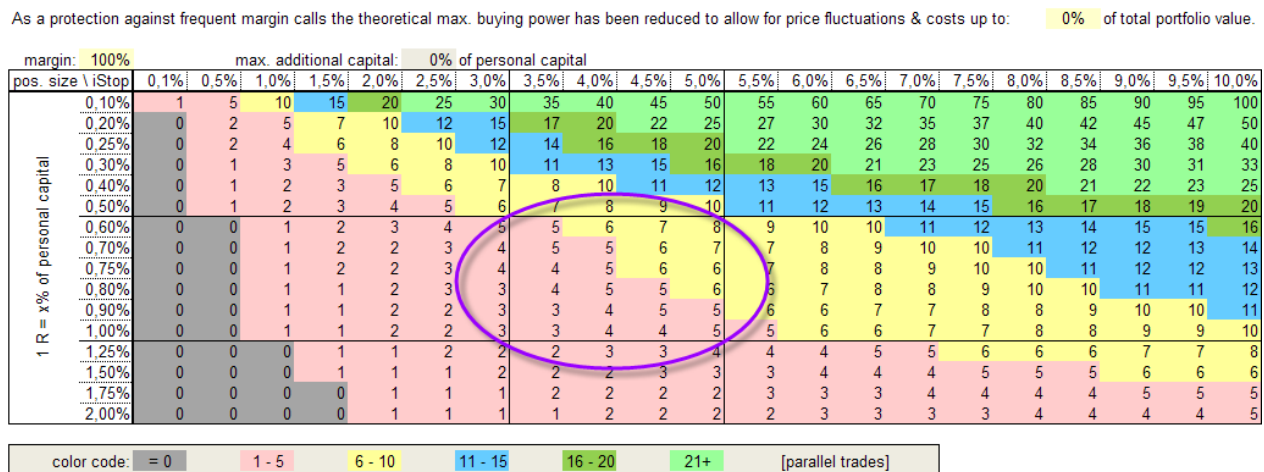 As a protection against frequent margin calls the theoretical max. buying power has been reduced to allow for price fluctuations & costs up to: 0% of total portfolio value.
margin: 100% max. additional capital: 0% of personal capital
pos. size \ iStop 0,1% 0,5% 1,0% 1,5% 2,0% 2,5% 3,0% 3,5% 4,0% 4,5% 5,0% 5,5% 6,0% 6,5% 7,0% 7,5% 8,0% 8,5% 9,0% 9,5% 10,0%
1 R = x% of personal capital
0,10% 1 5 10 15 20 25 30 35 40 45 50 55 60 65 70 75 80 85 90 95 100
0,20% 0 2 5 7 10 12 15 17 20 22 25 27 30 32 35 37 40 42 45 47 50
0,25% 0 2 4 6 8 10 12 14 16 18 20 22 24 26 28 30 32 34 36 38 40
0,30% 0 1 3 5 6 8 10 11 13 15 16 18 20 21 23 25 26 28 30 31 33
0,40% 0 1 2 3 5 6 7 8 10 11 12 13 15 16 17 18 20 21 22 23 25
0,50% 0 1 2 3 4 5 6 7 8 9 10 11 12 13 14 15 16 17 18 19 20
0,60% 0 0 1 2 3 4 5 5 6 7 8 9 10 10 11 12 13 14 15 15 16
0,70% 0 0 1 2 2 3 4 5 5 6 7 7 8 9 10 10 11 12 12 13 14
0,75% 0 0 1 2 2 3 4 4 5 6 6 7 8 8 9 10 10 11 12 12 13
0,80% 0 0 1 1 2 3 3 4 5 5 6 6 7 8 8 9 10 10 11 11 12
0,90% 0 0 1 1 2 2 3 3 4 5 5 6 6 7 7 8 8 9 10 10 11
1,00% 0 0 1 1 2 2 3 3 4 4 5 5 6 6 7 7 8 8 9 9 10
1,25% 0 0 0 1 1 2 2 2 3 3 4 4 4 5 5 6 6 6 7 7 8
1,50% 0 0 0 1 1 1 2 2 2 3 3 3 4 4 4 5 5 5 6 6 6
1,75% 0 0 0 0 1 1 1 2 2 2 2 3 3 3 4 4 4 4 5 5 5
2,00% 0 0 0 0 1 1 1 1 2 2 2 2 3 3 3 3 4 4 4 4 5
color code: = 0 1 - 5 6 - 10 11 - 15 16 - 20 21+ [parallel trades]